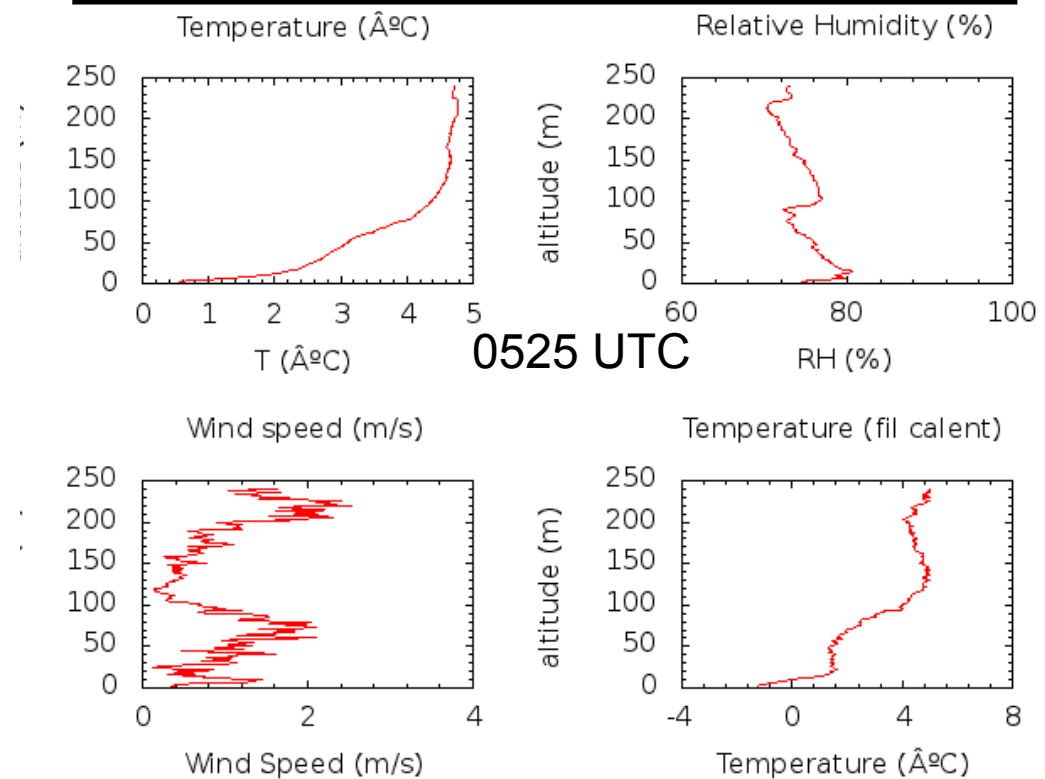 Temperature (ÂºC)
Relative Humidity (%)
250
200
150
100
50
0
0 1 2 3 4 5
T (ÂºC)
altitude (m)
250
200
150
100
50
0
60 80 100
RH (%)
0525 UTC
Wind speed (m/s)
Temperature (fil calent)
250
200
150
100
50
0
0 2 4
Wind Speed (m/s)
altitude (m)
250
200
150
100
50
0
-4 0 4 8
Temperature (ÂºC)